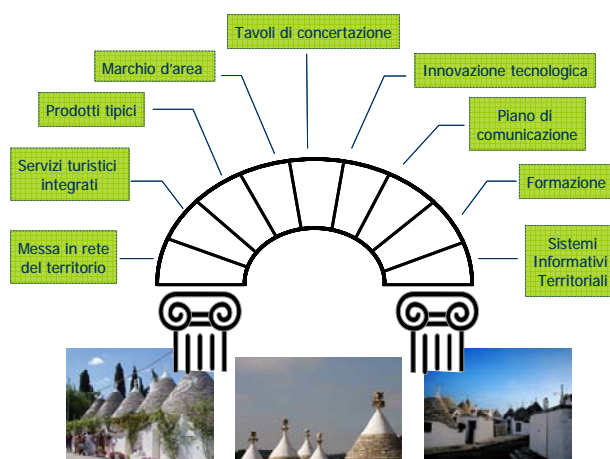 Tavoli di concertazione
Marchio d'area
Innovazione tecnologica
Prodotti tipici
Piano di
comunicazione
Servizi turistici
integrati
Formazione
Messa in rete
del territorio
Sistemi
Informativi
Territoriali